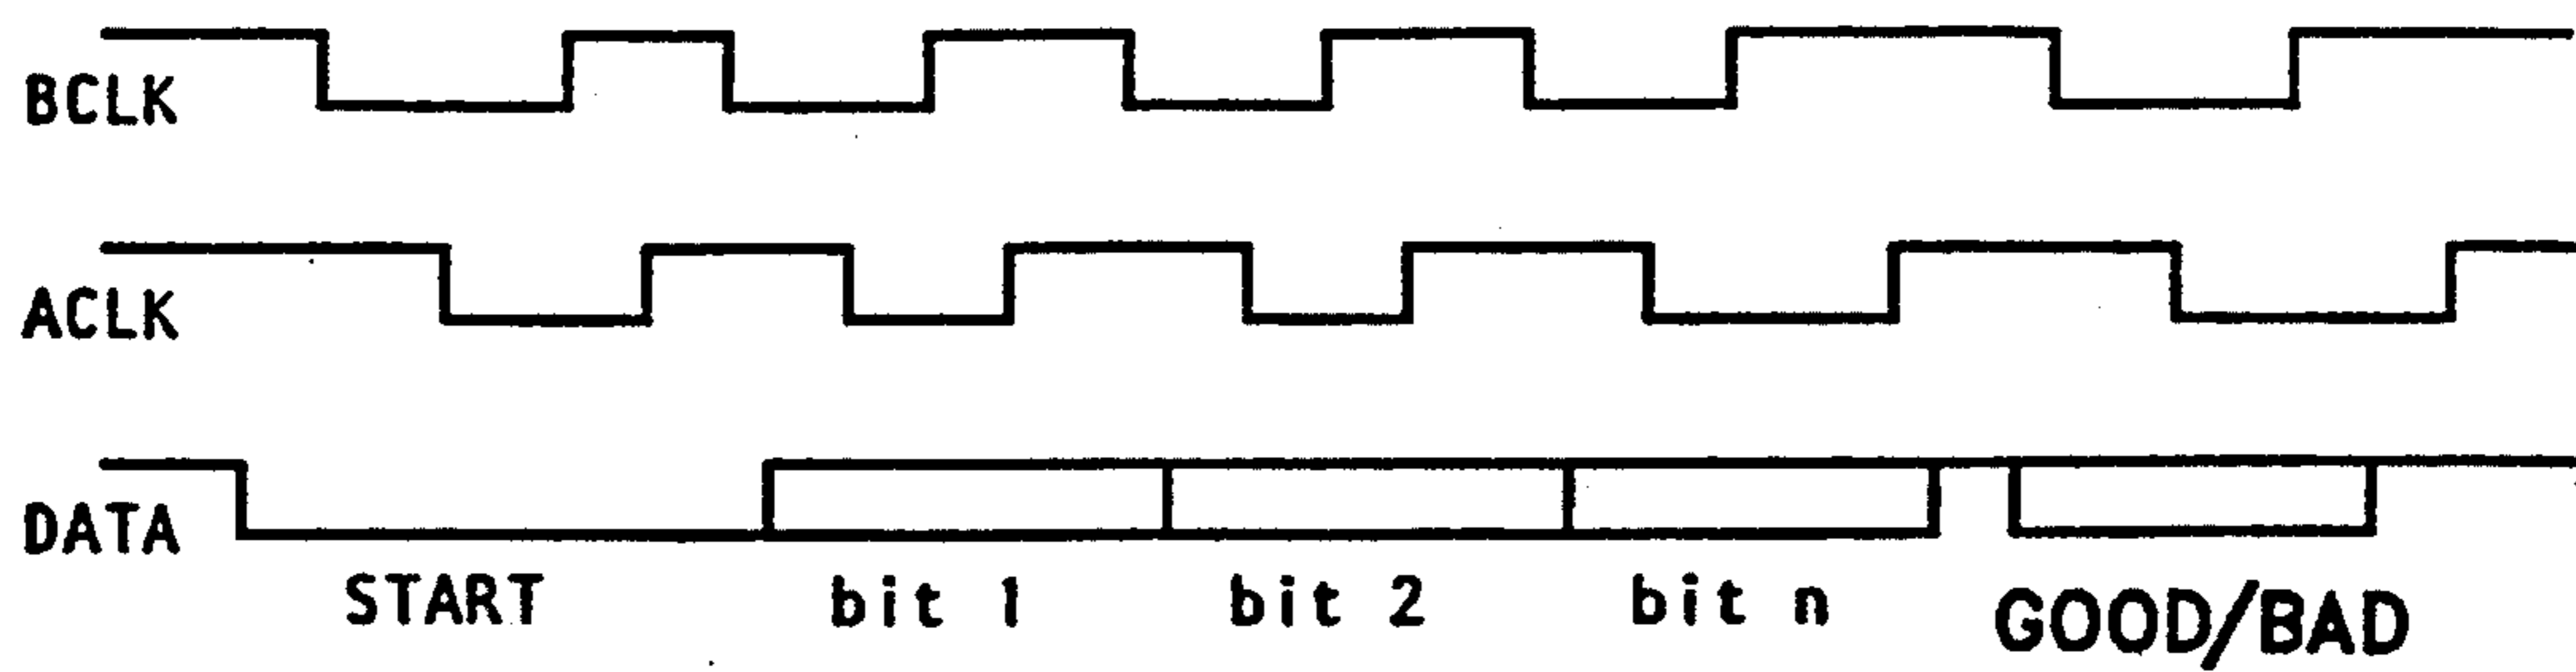 BCLK
ACLK
DATA
START bit 1 bit 2 bit n GOOD/BAD